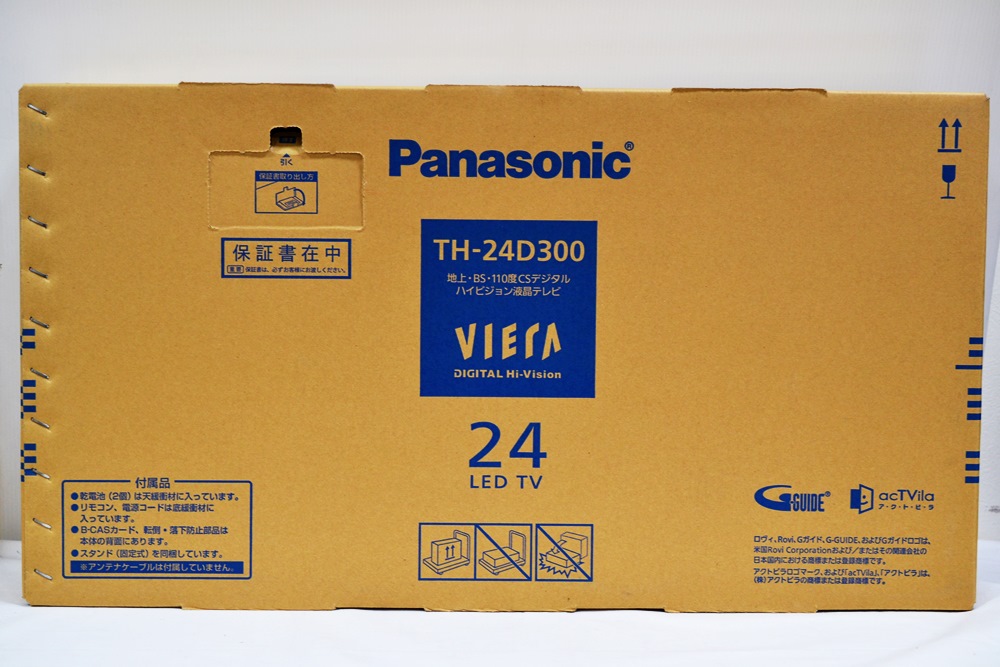 Panasonic®
引く
保証書取り出し方
保証書在中
重要 保証書は、必ずお客様にお渡しください。
TH-24D300
地上・BS・110度CSデジタル
ハイビジョン液晶テレビ
VIERA
DIGITAL Hi-Vision
24
LED TV
付属品
●乾電池（2個）は天緩衝材に入っています。
●リモコン、電源コードは底緩衝材に
入っています。
●B-CASカード、転倒・落下防止部品は
本体の背面にあります。
●スタンド（固定式）を同梱しています。
※アンテナケーブルは付属していません。
G-GUIDE®
acTVila
ア・ク・ト・ビ・ラ
ロヴィ、Rovi、Gガイド、G-GUIDE、およびGガイドロゴは、
米国Rovi Corporationおよび／またはその関連会社の
日本国内における商標または登録商標です。
アクトビラロゴマーク、および「acTVila」、「アクトビラ」は、
（株）アクトビラの商標または登録商標です。